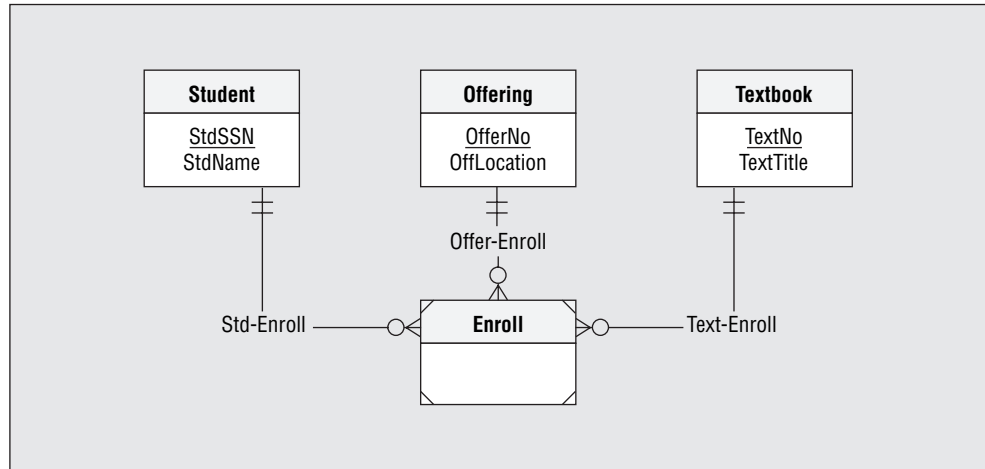 Student
StdSSN
StdName
Offering
OfferNo
OffLocation
Textbook
TextNo
TextTitle
Offer-Enroll
Std-Enroll
Enroll
Text-Enroll